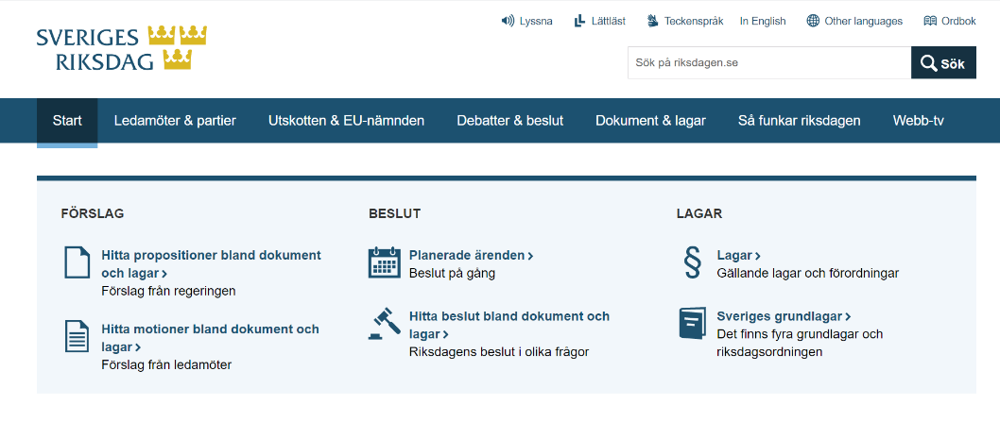 Lyssna
Lättläst
Teckenspråk
In English
Other languages
Ordbok
SVERIGES
RIKSDAG
Sök på riksdagen.se
Sök
Start
Ledamöter & partier
Utskotten & EU-nämnden
Debatter & beslut
Dokument & lagar
Så funkar riksdagen
Webb-tv
FÖRSLAG
Hitta propositioner bland dokument
och lagar
Förslag från regeringen
Hitta motioner bland dokument och
lagar
Förslag från ledamöter
BESLUT
Planerade ärenden
Beslut på gång
Hitta beslut bland dokument och
lagar
Riksdagens beslut i olika frågor
LAGAR
§
Lagar
Gällande lagar och förordningar
Sveriges grundlagar
Det finns fyra grundlagar och
riksdagsordningen